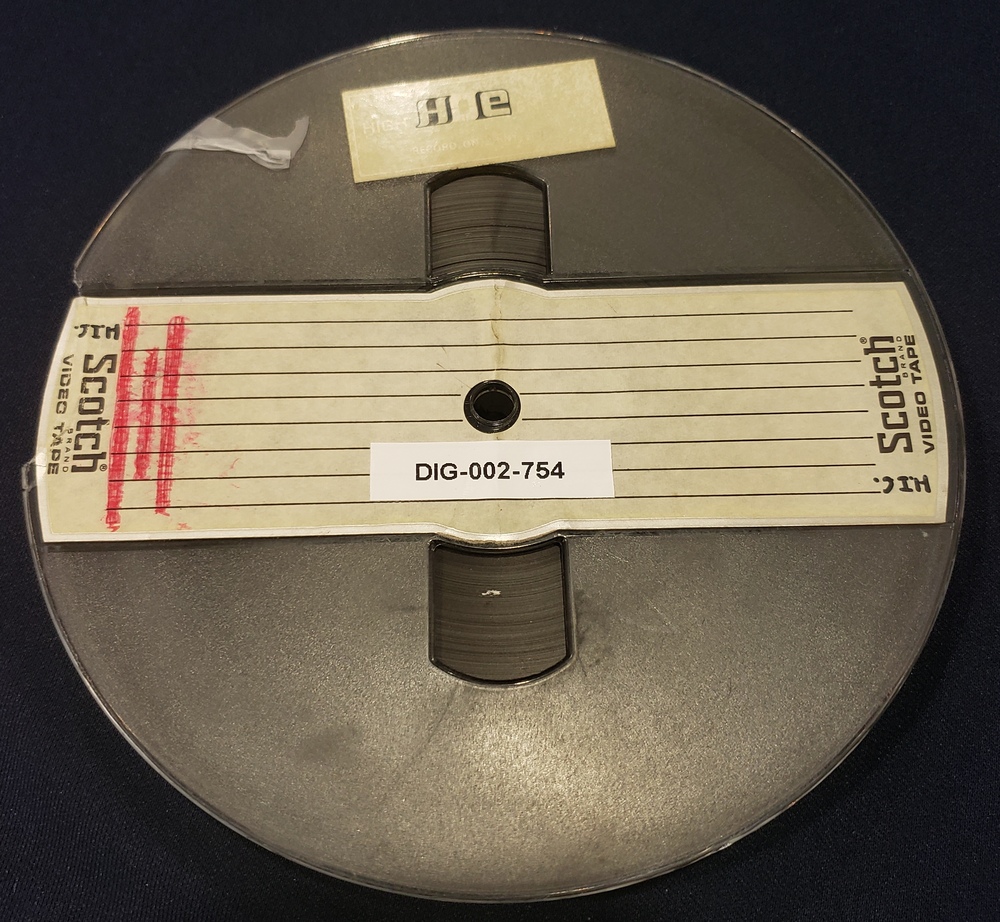 H e
Scotch®
BRAND
VIDEO TAPE
DIG-002-754
Scotch®
BRAND
VIDEO TAPE